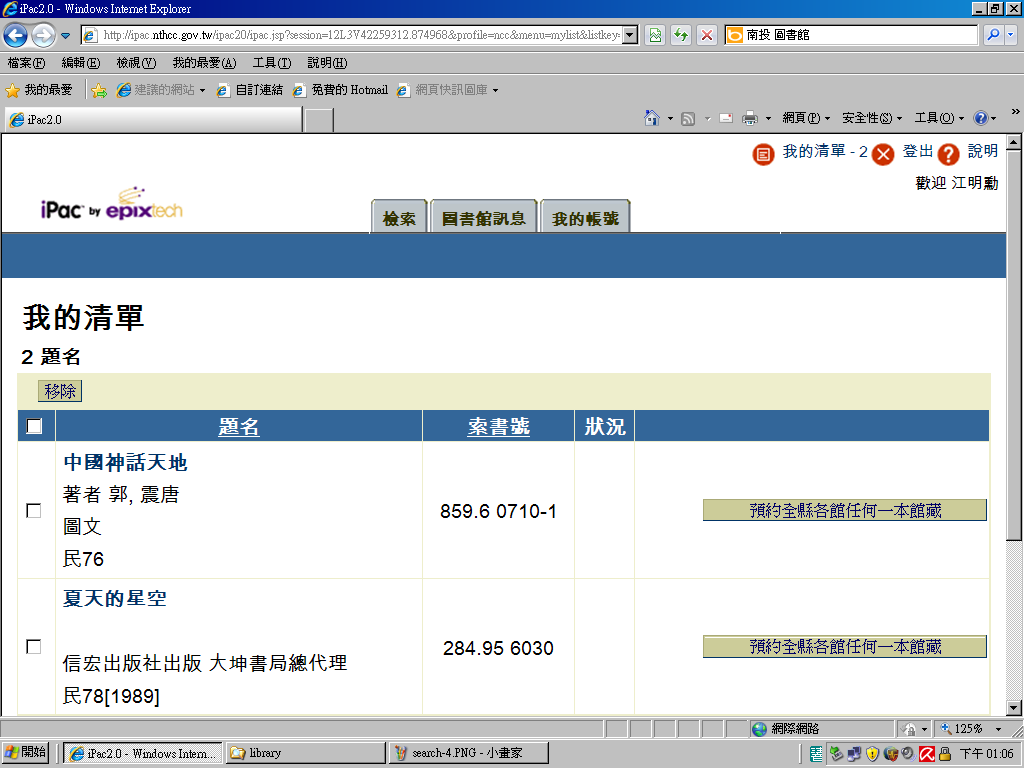 iPac2.0 - Windows Internet Explorer
http://ipac.nthcc.gov.tw/ipac20/ipac.jsp?session=12L3V42259312.874968&profile=ncc&menu=mylist&listkey=
南投 圖書館
檔案(F) 編輯(E) 檢視(V) 我的最愛(A) 工具(T) 說明(H)
我的最愛 建議的網站 自訂連結 免費的 Hotmail 網頁快訊圖庫
iPac2.0 網頁(P) 安全性(S) 工具(O) »
我的清單 - 2 登出 說明
歡迎 江明勳
iPac™ by epixtech
檢索 圖書館訊息 我的帳號
我的清單
2 題名
移除
題名 索書號 狀況
中國神話天地
著者 郭, 震唐
圖文
民76
859.6 0710-1
預約全縣各館任何一本館藏
夏天的星空
信宏出版社出版 大坤書局總代理
民78[1989]
284.95 6030
預約全縣各館任何一本館藏
網際網路 125%
開始 iPac2.0 - Windows Intern... library search-4.PNG - 小畫家 下午 01:06